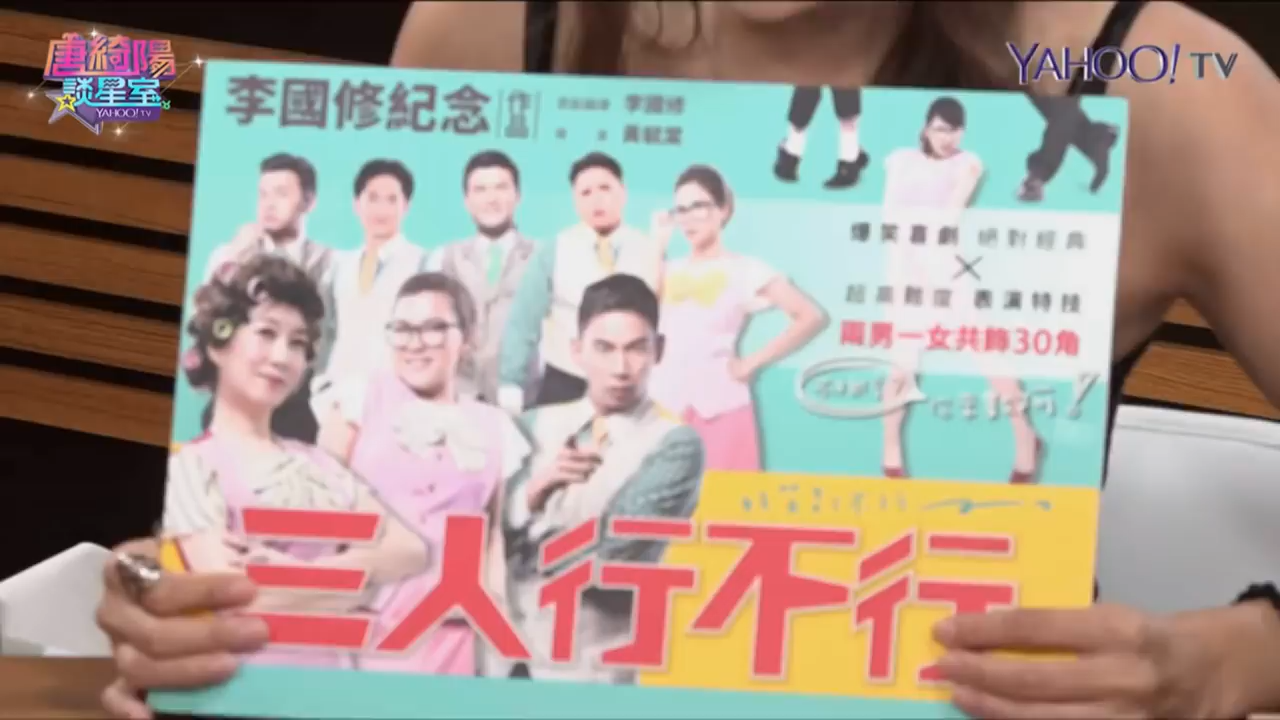 唐綺陽
談星室
YAHOO! TV
YAHOO! TV
李國修紀念作品
李國修
黃毓棠
爆笑喜劇 絕對經典
×
超高難度 表演特技
兩男一女共飾30角
三人行不行